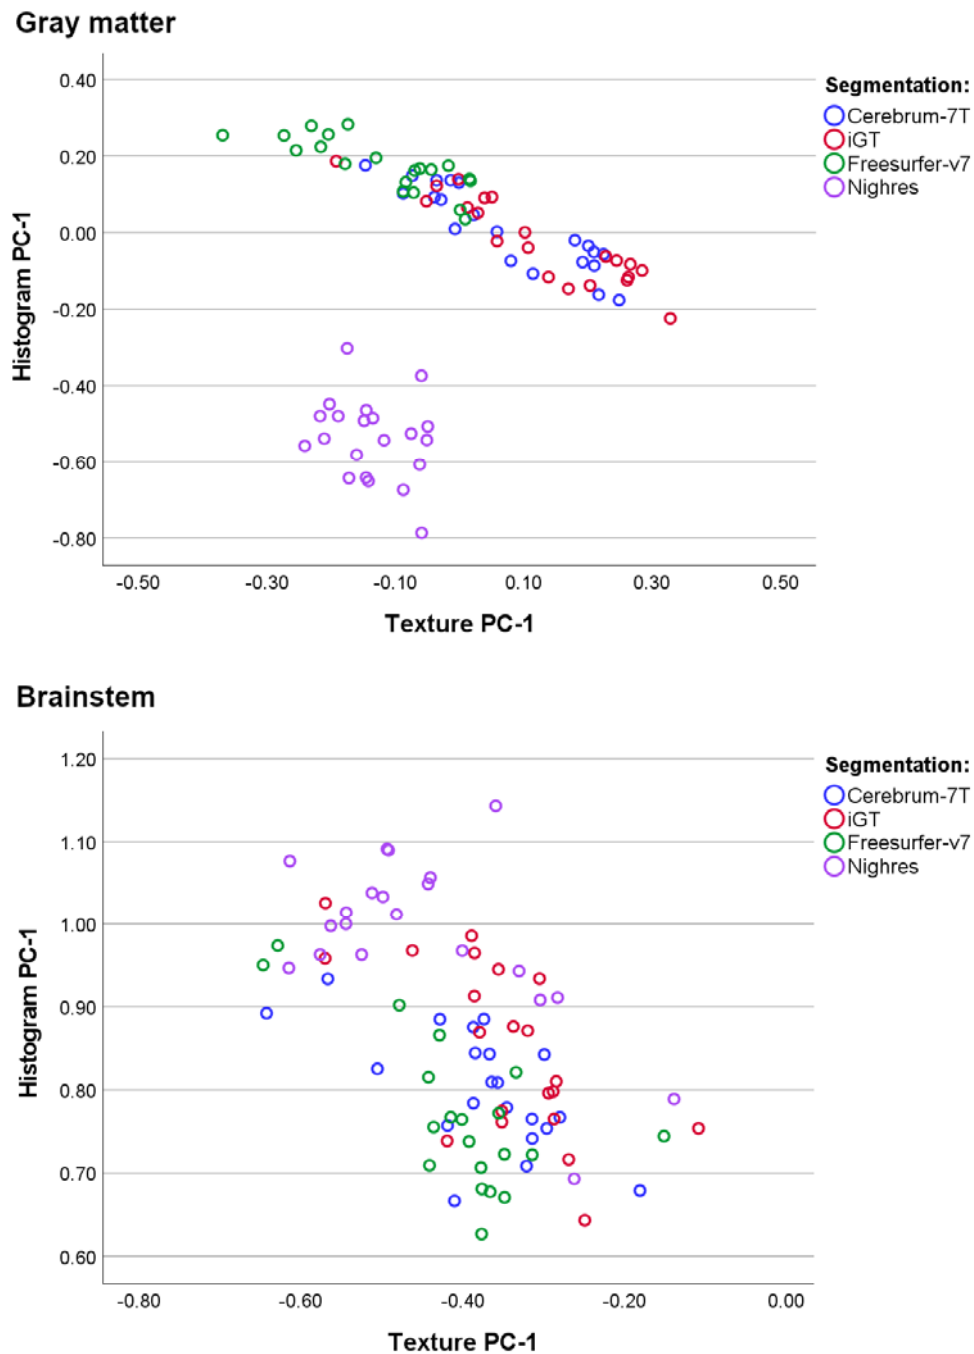 Gray matter
Segmentation:
Cerebrum-7T
iGT
Freesurfer-v7
Nighres
Histogram PC-1
0.40
0.20
0.00
-0.20
-0.40
-0.60
-0.80
-0.50 -0.30 -0.10 0.10 0.30 0.50
Texture PC-1
Brainstem
Segmentation:
Cerebrum-7T
iGT
Freesurfer-v7
Nighres
Histogram PC-1
1.20
1.10
1.00
0.90
0.80
0.70
0.60
-0.80 -0.60 -0.40 -0.20 0.00
Texture PC-1